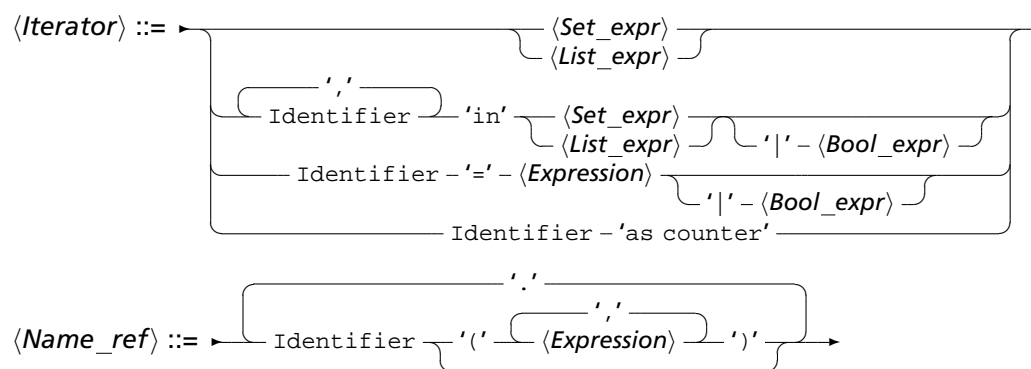 ⟨Iterator⟩ ::= ⟨Set_expr⟩
⟨List_expr⟩
‘,’
Identifier ‘in’ ⟨Set_expr⟩
⟨List_expr⟩ ‘|’ ⟨Bool_expr⟩
Identifier ‘=’ ⟨Expression⟩
‘|’ ⟨Bool_expr⟩
Identifier ‘as counter’
‘.’
‘,’
⟨Name_ref⟩ ::= Identifier ‘(’ ⟨Expression⟩ ‘)’